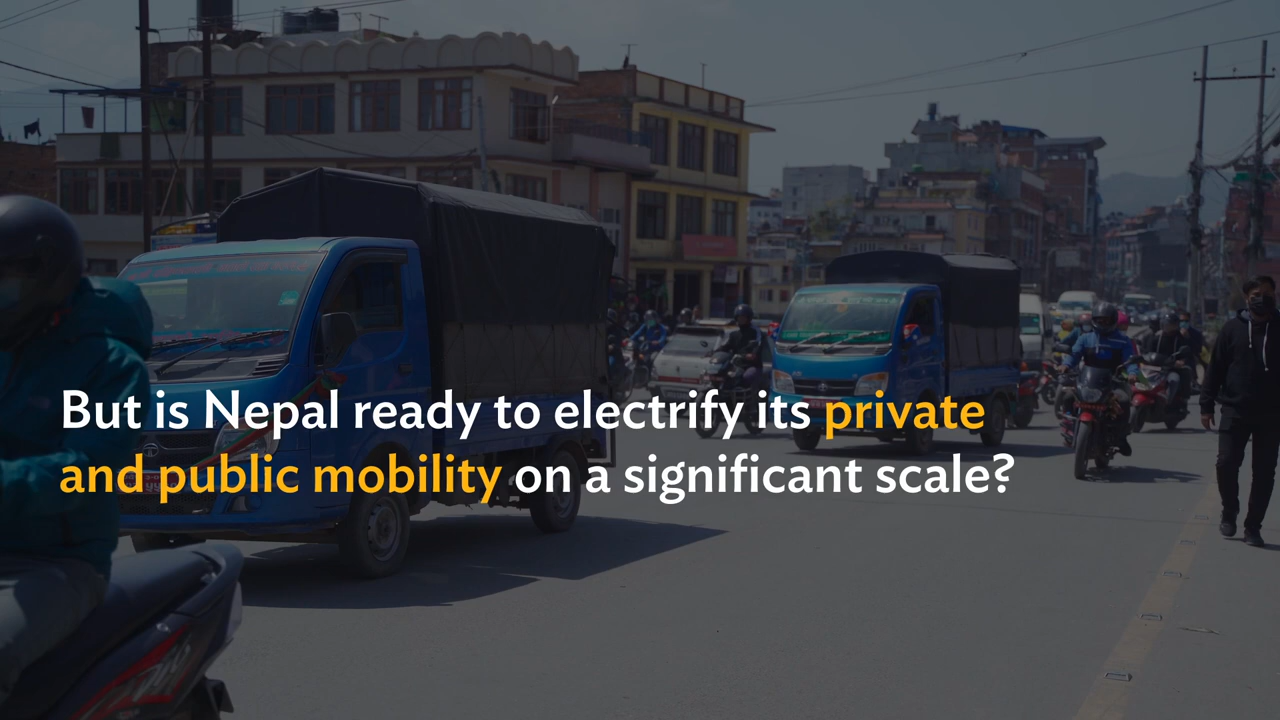 But is Nepal ready to electrify its private
and public mobility on a significant scale?